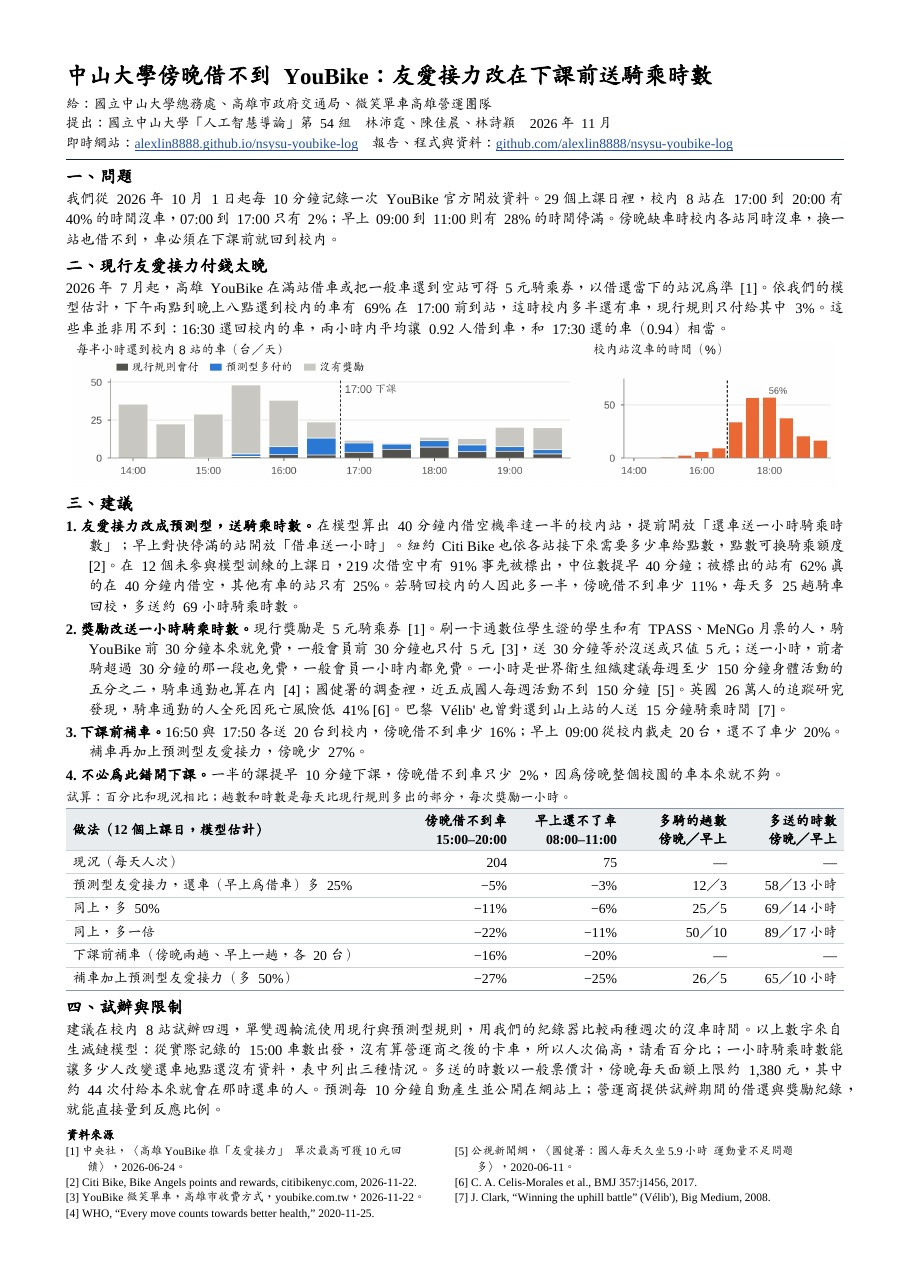 中山大學傍晚借不到 YouBike：友愛接力改在下課前送騎乘時數
給：國立中山大學總務處、高雄市政府交通局、微笑單車高雄營運團隊
提出：國立中山大學「人工智慧導論」第 54 組　林沛霆、陳佳晨、林詩穎　2026 年 11 月
即時網站：alexlin8888.github.io/nsysu-youbike-log　報告、程式與資料：github.com/alexlin8888/nsysu-youbike-log
一、問題
我們從 2026 年 10 月 1 日起每 10 分鐘記錄一次 YouBike 官方開放資料。29 個上課日裡，校內 8 站在 17:00 到 20:00 有
40% 的時間沒車，07:00 到 17:00 只有 2%；早上 09:00 到 11:00 則有 28% 的時間停滿。傍晚缺車時校內各站同時沒車，換一
站也借不到，車必須在下課前就回到校內。
二、現行友愛接力付錢太晚
2026 年 7 月起，高雄 YouBike 在滿站借車或把一般車還到空站可得 5 元騎乘券，以借還當下的站況為準 [1]。依我們的模
型估計，下午兩點到晚上八點還到校內的車有 69% 在 17:00 前到站，這時校內多半還有車，現行規則只付給其中 3%。這
些車並非用不到：16:30 還回校內的車，兩小時內平均讓 0.92 人借到車，和 17:30 還的車（0.94）相當。
每半小時還到校內 8 站的車（台／天）
現行規則會付　預測型多付的　沒有獎勵
50
25
0
17:00 下課
14:00 15:00 16:00 17:00 18:00 19:00
校內站沒車的時間（%）
50
0
56%
14:00 16:00 18:00
三、建議
1. 友愛接力改成預測型，送騎乘時數。在模型算出 40 分鐘內借空機率達一半的校內站，提前開放「還車送一小時騎乘時
數」；早上對快停滿的站開放「借車送一小時」。紐約 Citi Bike 也依各站接下來需要多少車給點數，點數可換騎乘額度
[2]。在 12 個未參與模型訓練的上課日，219 次借空中有 91% 事先被標出，中位數提早 40 分鐘；被標出的站有 62% 真
的在 40 分鐘內借空，其他有車的站只有 25%。若騎回校內的人因此多一半，傍晚借不到車少 11%，每天多 25 趟騎車
回校，多送約 69 小時騎乘時數。
2. 獎勵改送一小時騎乘時數。現行獎勵是 5 元騎乘券 [1]。刷一卡通數位學生證的學生和有 TPASS、MeNGo 月票的人，騎
YouBike 前 30 分鐘本來就免費，一般會員前 30 分鐘也只付 5 元 [3]，送 30 分鐘等於沒送或只值 5 元；送一小時，前者
騎超過 30 分鐘的那一段也免費，一般會員一小時內都免費。一小時是世界衛生組織建議每週至少 150 分鐘身體活動的
五分之二，騎車通勤也算在內 [4]；國健署的調查裡，近五成國人每週活動不到 150 分鐘 [5]。英國 26 萬人的追蹤研究
發現，騎車通勤的人全死因死亡風險低 41% [6]。巴黎 Vélib' 也曾對還到山上站的人送 15 分鐘騎乘時間 [7]。
3. 下課前補車。16:50 與 17:50 各送 20 台到校內，傍晚借不到車少 16%；早上 09:00 從校內載走 20 台，還不了車少 20%。
補車再加上預測型友愛接力，傍晚少 27%。
4. 不必為此錯開下課。一半的課提早 10 分鐘下課，傍晚借不到車只少 2%，因為傍晚整個校園的車本來就不夠。
試算：百分比和現況相比；趟數和時數是每天比現行規則多出的部分，每次獎勵一小時。
做法（12 個上課日，模型估計）　傍晚借不到車 15:00–20:00　早上還不了車 08:00–11:00　多騎的趟數 傍晚／早上　多送的時數 傍晚／早上
現況（每天人次）　204　75　—　—
預測型友愛接力，還車（早上為借車）多 25%　−5%　−3%　12／3　58／13 小時
同上，多 50%　−11%　−6%　25／5　69／14 小時
同上，多一倍　−22%　−11%　50／10　89／17 小時
下課前補車（傍晚兩趟、早上一趟，各 20 台）　−16%　−20%　—　—
補車加上預測型友愛接力（多 50%）　−27%　−25%　26／5　65／10 小時
四、試辦與限制
建議在校內 8 站試辦四週，單雙週輪流使用現行與預測型規則，用我們的紀錄器比較兩種週次的沒車時間。以上數字來自
生滅鏈模型：從實際記錄的 15:00 車數出發，沒有算營運商之後的卡車，所以人次偏高，請看百分比；一小時騎乘時數能
讓多少人改變還車地點還沒有資料，表中列出三種情況。多送的時數以一般票價計，傍晚每天面額上限約 1,380 元，其中
約 44 次付給本來就會在那時還車的人。預測每 10 分鐘自動產生並公開在網站上；營運商提供試辦期間的借還與獎勵紀錄，
就能直接量到反應比例。
資料來源
[1] 中央社，〈高雄 YouBike 推「友愛接力」 單次最高可獲 10 元回
饋〉，2026-06-24。
[2] Citi Bike, Bike Angels points and rewards, citibikenyc.com, 2026-11-22.
[3] YouBike 微笑單車，高雄市收費方式，youbike.com.tw，2026-11-22。
[4] WHO, “Every move counts towards better health,” 2020-11-25.
[5] 公視新聞網，〈國健署：國人每天久坐 5.9 小時 運動量不足問題
多〉，2020-06-11。
[6] C. A. Celis-Morales et al., BMJ 357:j1456, 2017.
[7] J. Clark, “Winning the uphill battle” (Vélib'), Big Medium, 2008.